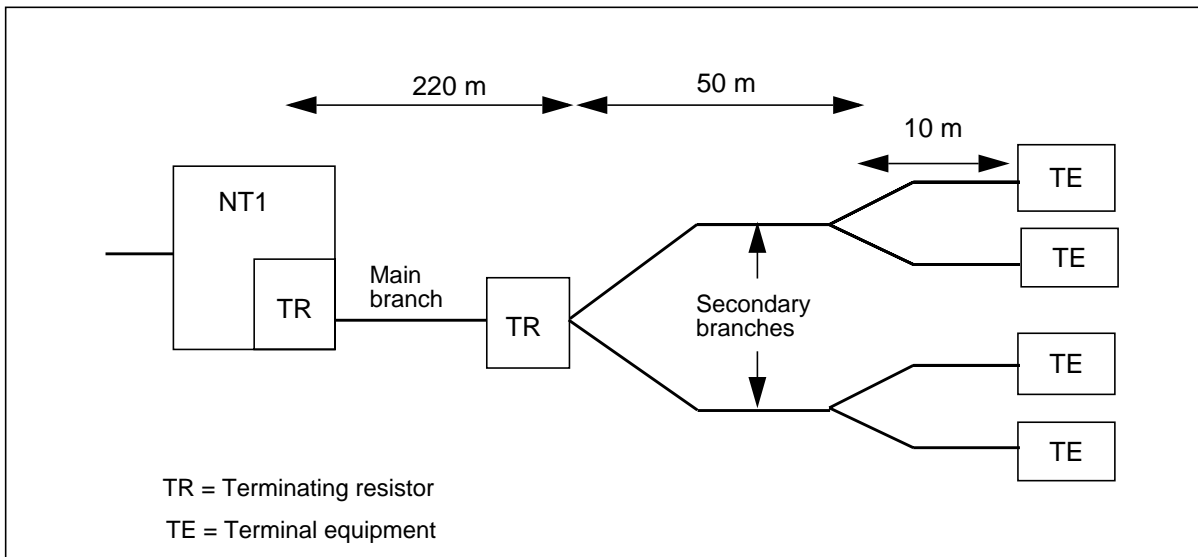 220 m
50 m
10 m
NT1
TR
Main
branch
TR
Secondary
branches
TE
TE
TE
TE
TR = Terminating resistor
TE = Terminal equipment